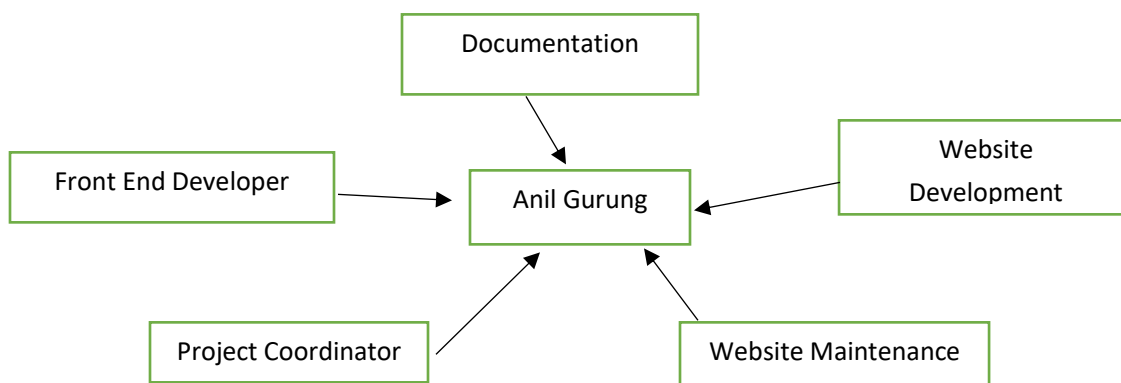 Documentation
Website
Development
Front End Developer
Anil Gurung
Project Coordinator
Website Maintenance